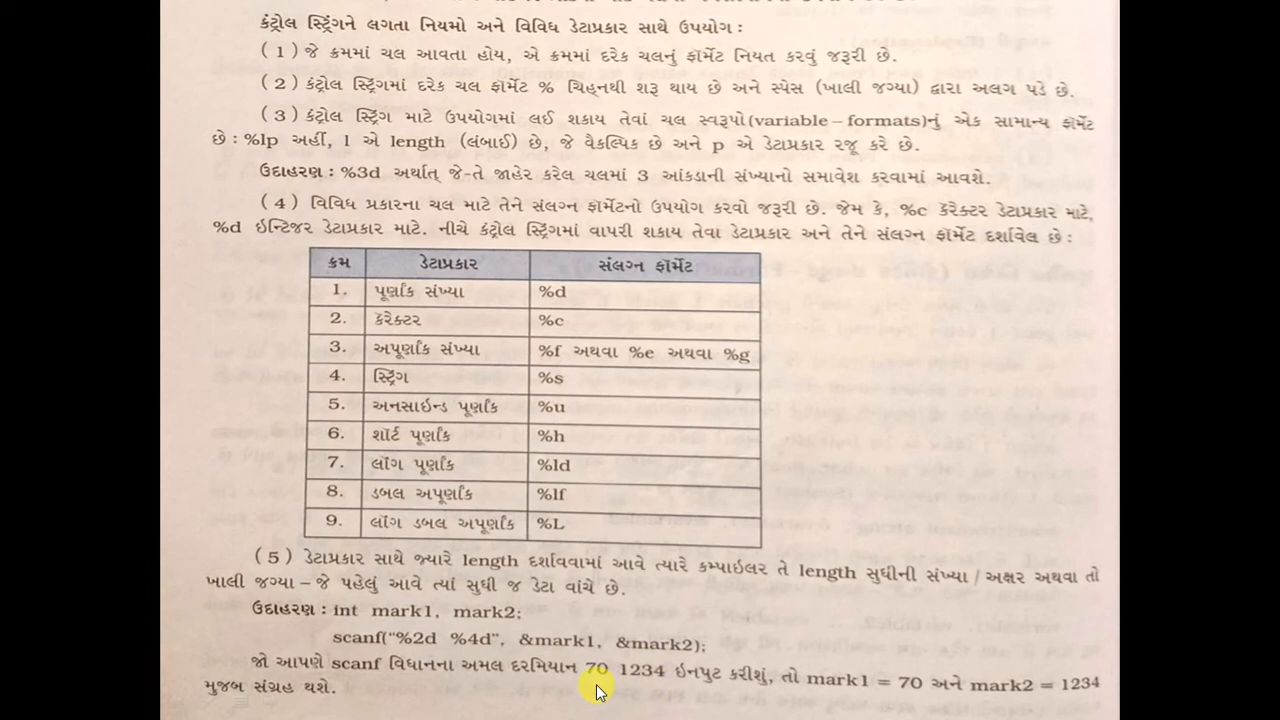 કંટ્રોલ સ્ટ્રિંગને લગતા નિયમો અને વિવિધ ડેટાપ્રકાર સાથે ઉપયોગ :
( 1 ) જે ક્રમમાં ચલ આવતા હોય, એ ક્રમમાં દરેક ચલનું ફૉર્મેટ નિયત કરવું જરૂરી છે.
( 2 ) કંટ્રોલ સ્ટ્રિંગમાં દરેક ચલ ફૉર્મેટ % ચિહ્નથી શરૂ થાય છે અને સ્પેસ (ખાલી જગ્યા) દ્વારા અલગ પડે છે.
( 3 ) કંટ્રોલ સ્ટ્રિંગ માટે ઉપયોગમાં લઈ શકાય તેવાં ચલ સ્વરૂપો(variable – formats)નું એક સામાન્ય ફૉર્મેટ
છે : %lp અહીં, l એ length (લંબાઈ) છે, જે વૈકલ્પિક છે અને p એ ડેટાપ્રકાર રજૂ કરે છે.
ઉદાહરણ : %3d અર્થાત્ જે-તે જાહેર કરેલ ચલમાં 3 આંકડાની સંખ્યાનો સમાવેશ કરવામાં આવશે.
( 4 ) વિવિધ પ્રકારના ચલ માટે તેને સંલગ્ન ફૉર્મેટનો ઉપયોગ કરવો જરૂરી છે. જેમ કે, %c કૅરેક્ટર ડેટાપ્રકાર માટે,
%d ઇન્ટિજર ડેટાપ્રકાર માટે. નીચે કંટ્રોલ સ્ટ્રિંગમાં વાપરી શકાય તેવા ડેટાપ્રકાર અને તેને સંલગ્ન ફૉર્મેટ દર્શાવેલ છે :
ક્રમ ડેટાપ્રકાર સંલગ્ન ફૉર્મેટ
1. પૂર્ણાંક સંખ્યા %d
2. કૅરેક્ટર %c
3. અપૂર્ણાંક સંખ્યા %f અથવા %e અથવા %g
4. સ્ટ્રિંગ %s
5. અનસાઇન્ડ પૂર્ણાંક %u
6. શૉર્ટ પૂર્ણાંક %h
7. લૉંગ પૂર્ણાંક %ld
8. ડબલ અપૂર્ણાંક %lf
9. લૉંગ ડબલ અપૂર્ણાંક %L
( 5 ) ડેટાપ્રકાર સાથે જ્યારે length દર્શાવવામાં આવે ત્યારે કમ્પાઇલર તે length સુધીની સંખ્યા / અક્ષર અથવા તો
ખાલી જગ્યા – જે પહેલું આવે ત્યાં સુધી જ ડેટા વાંચે છે.
ઉદાહરણ : int mark1, mark2;
scanf("%2d %4d", &mark1, &mark2);
જો આપણે scanf વિધાનના અમલ દરમિયાન 70 1234 ઇનપુટ કરીશું, તો mark1 = 70 અને mark2 = 1234
મુજબ સંગ્રહ થશે.